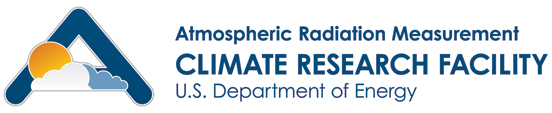 Atmospheric Radiation Measurement
CLIMATE RESEARCH FACILITY
U.S. Department of Energy